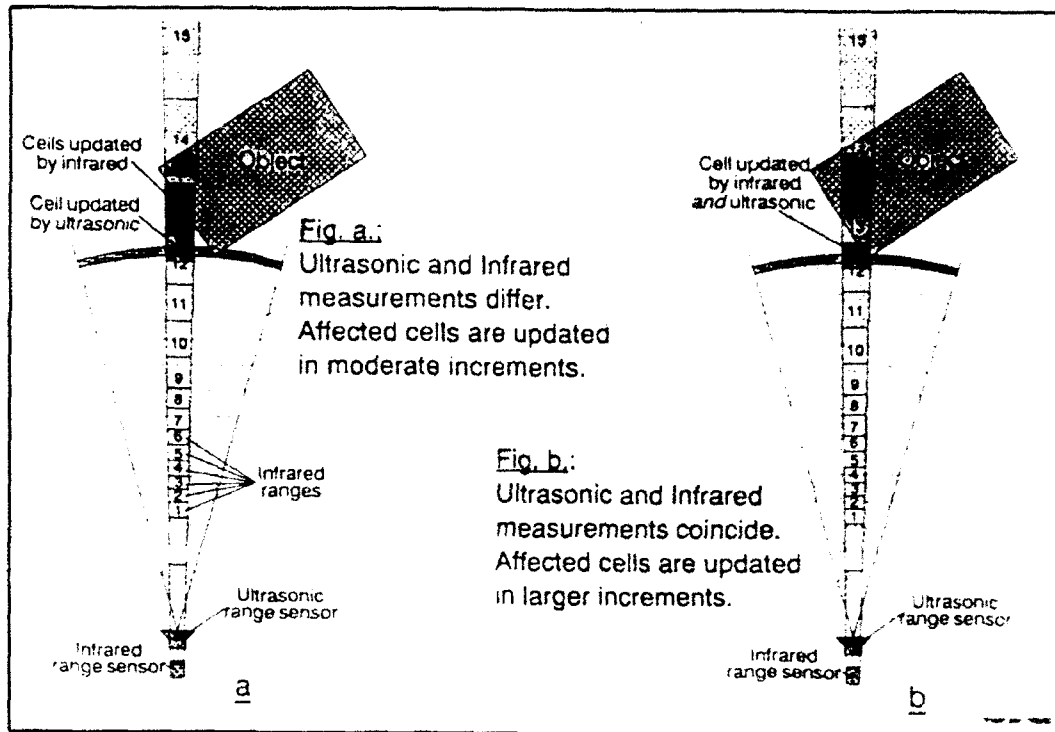 15
14
Object
Cells updated
by infrared
Cell updated
by ultrasonic
12
11
10
9
8
7
6
5
4
3
2
1
Infrared
ranges
Ultrasonic
range sensor
Infrared
range sensor
a
Fig. a.:
Ultrasonic and Infrared
measurements differ.
Affected cells are updated
in moderate increments.
Fig. b.:
Ultrasonic and Infrared
measurements coincide.
Affected cells are updated
in larger increments.
15
Object
Cell updated
by infrared
and ultrasonic
13
12
11
10
9
8
7
6
5
4
3
2
1
Ultrasonic
range sensor
Infrared
range sensor
b